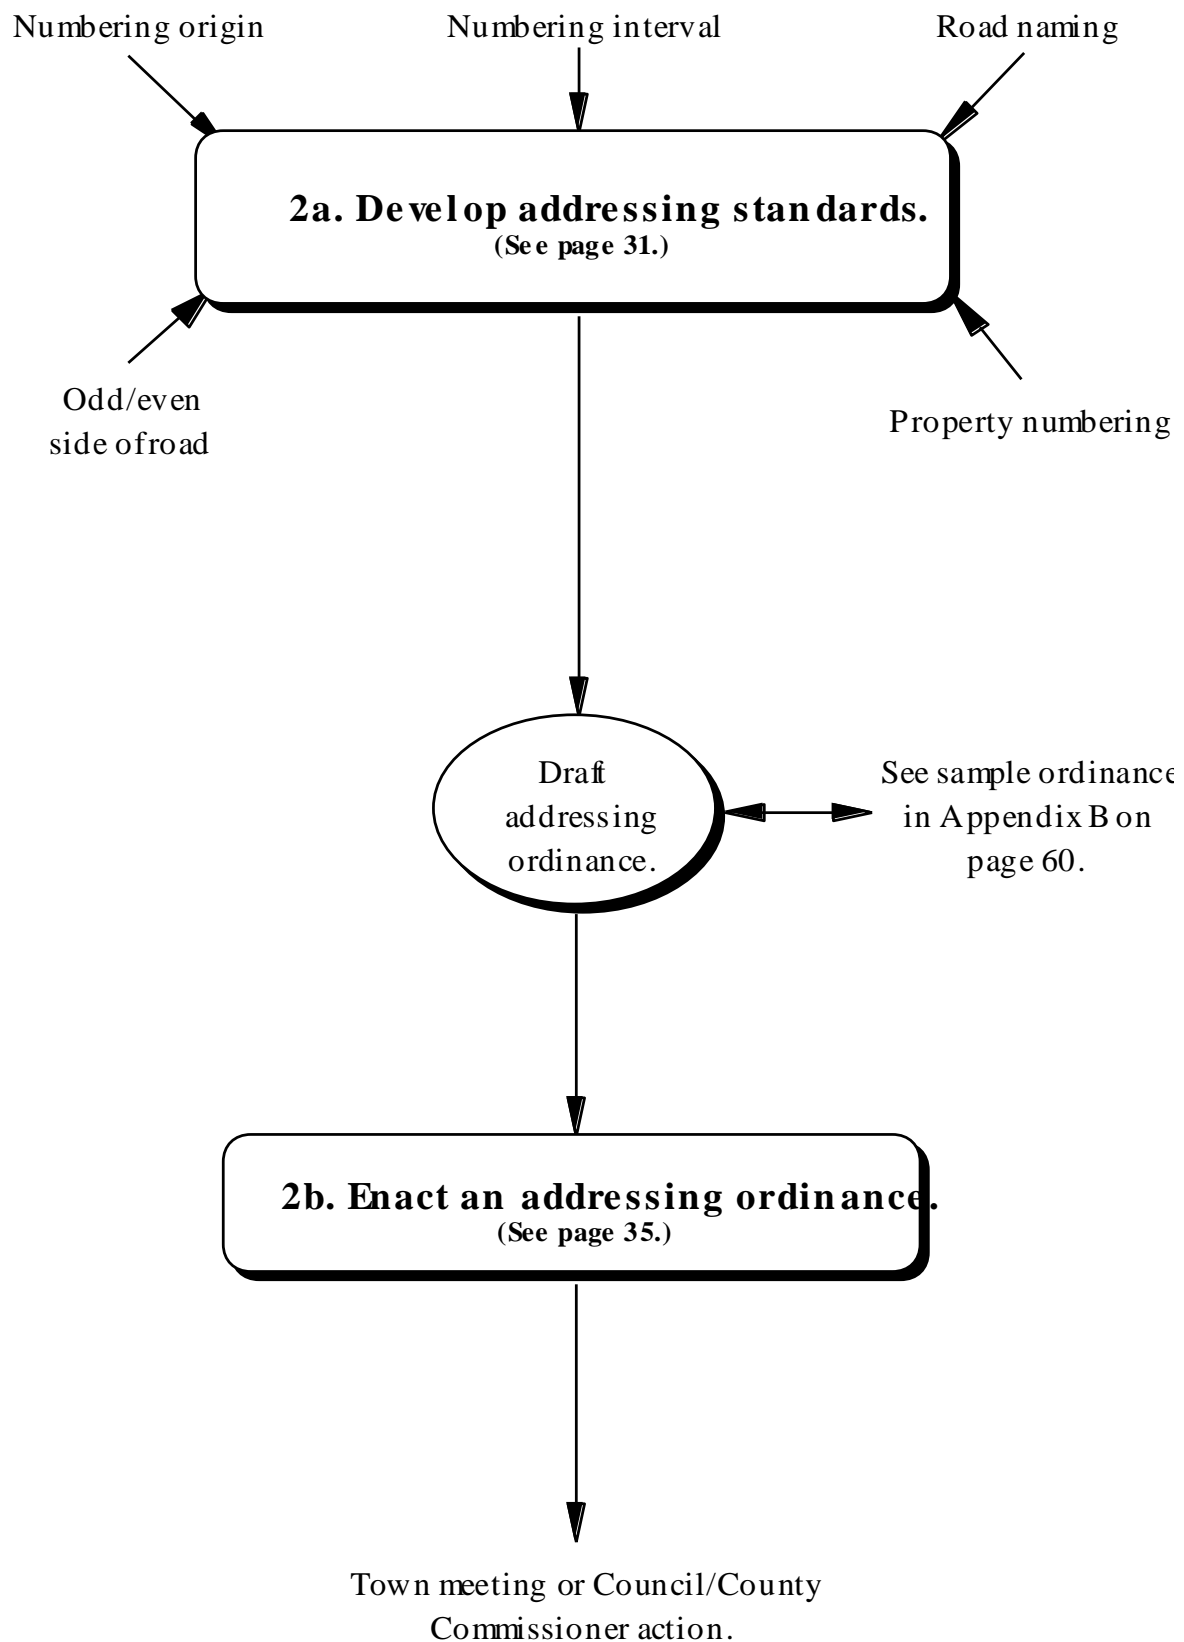 Numbering origin
Numbering interval
Road naming
2a. Develop addressing standards.
(See page 31.)
Odd/even
side of road
Property numbering
Draft
addressing
ordinance.
See sample ordinance
in Appendix B on
page 60.
2b. Enact an addressing ordinance.
(See page 35.)
Town meeting or Council/County
Commissioner action.